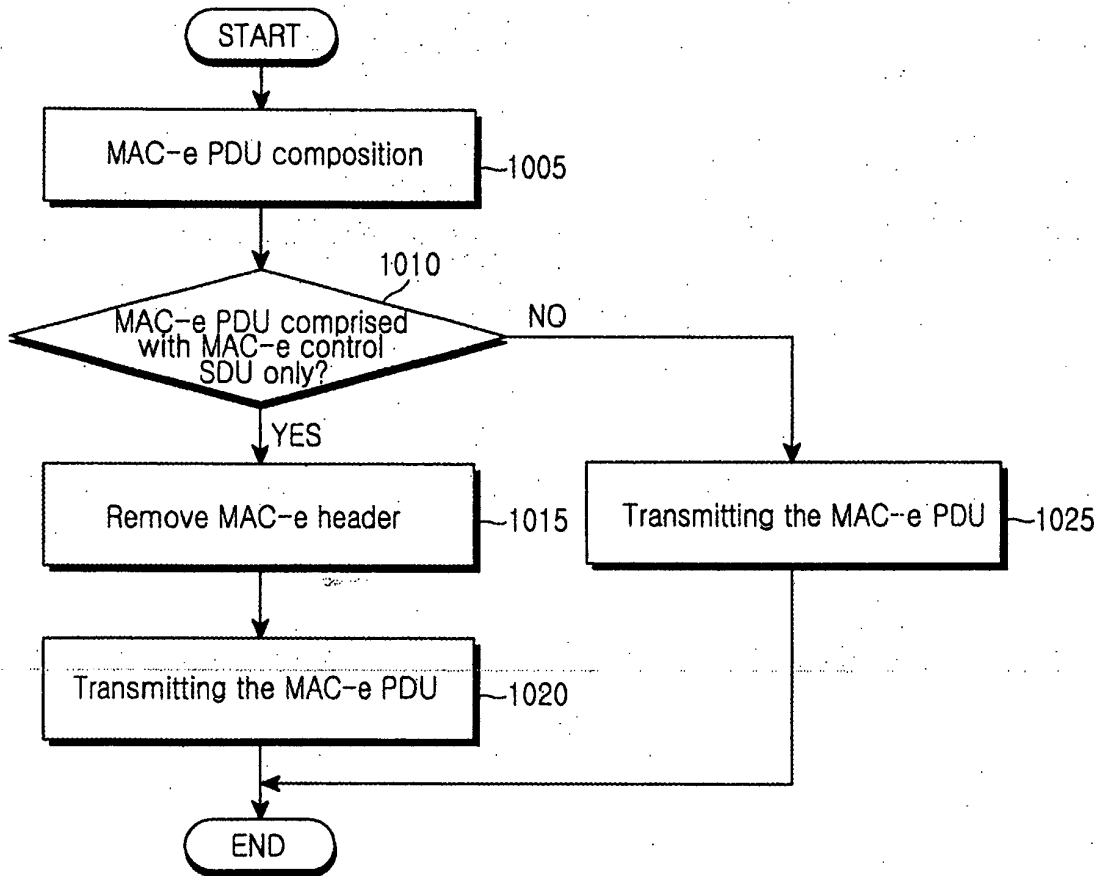 START
MAC-e PDU composition
1005
1010
MAC-e PDU comprised
with MAC-e control
SDU only?
NO
YES
Remove MAC-e header
1015
Transmitting the MAC-e PDU
1025
Transmitting the MAC-e PDU
1020
END